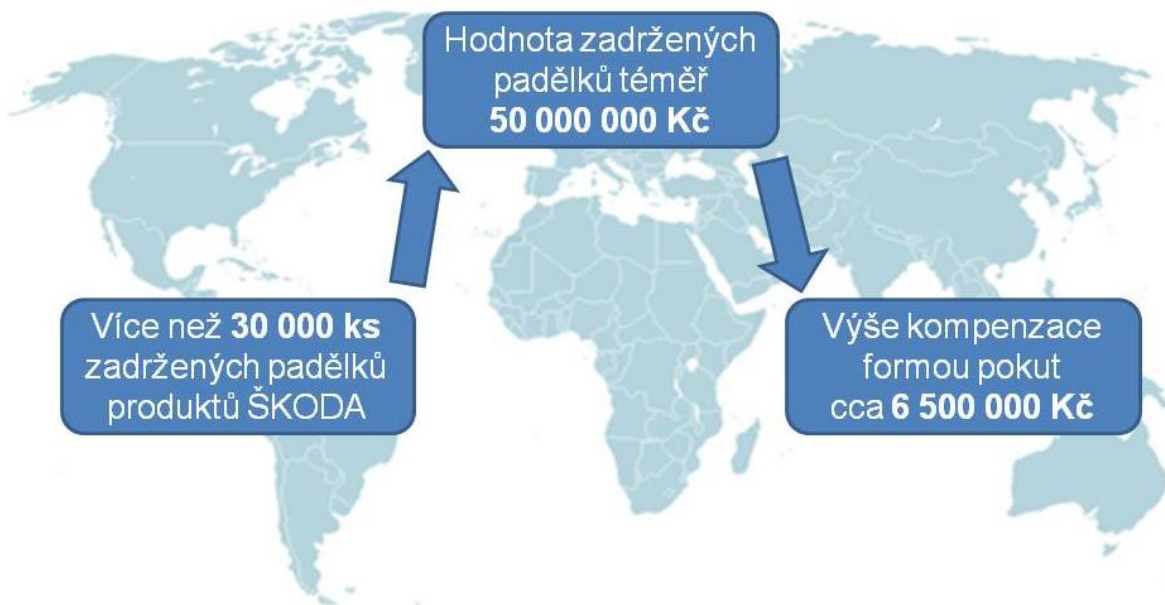 Hodnota zadržených
padělků téměř
50 000 000 Kč
Více než 30 000 ks
zadržených padělků
produktů ŠKODA
Výše kompenzace
formou pokut
cca 6 500 000 Kč